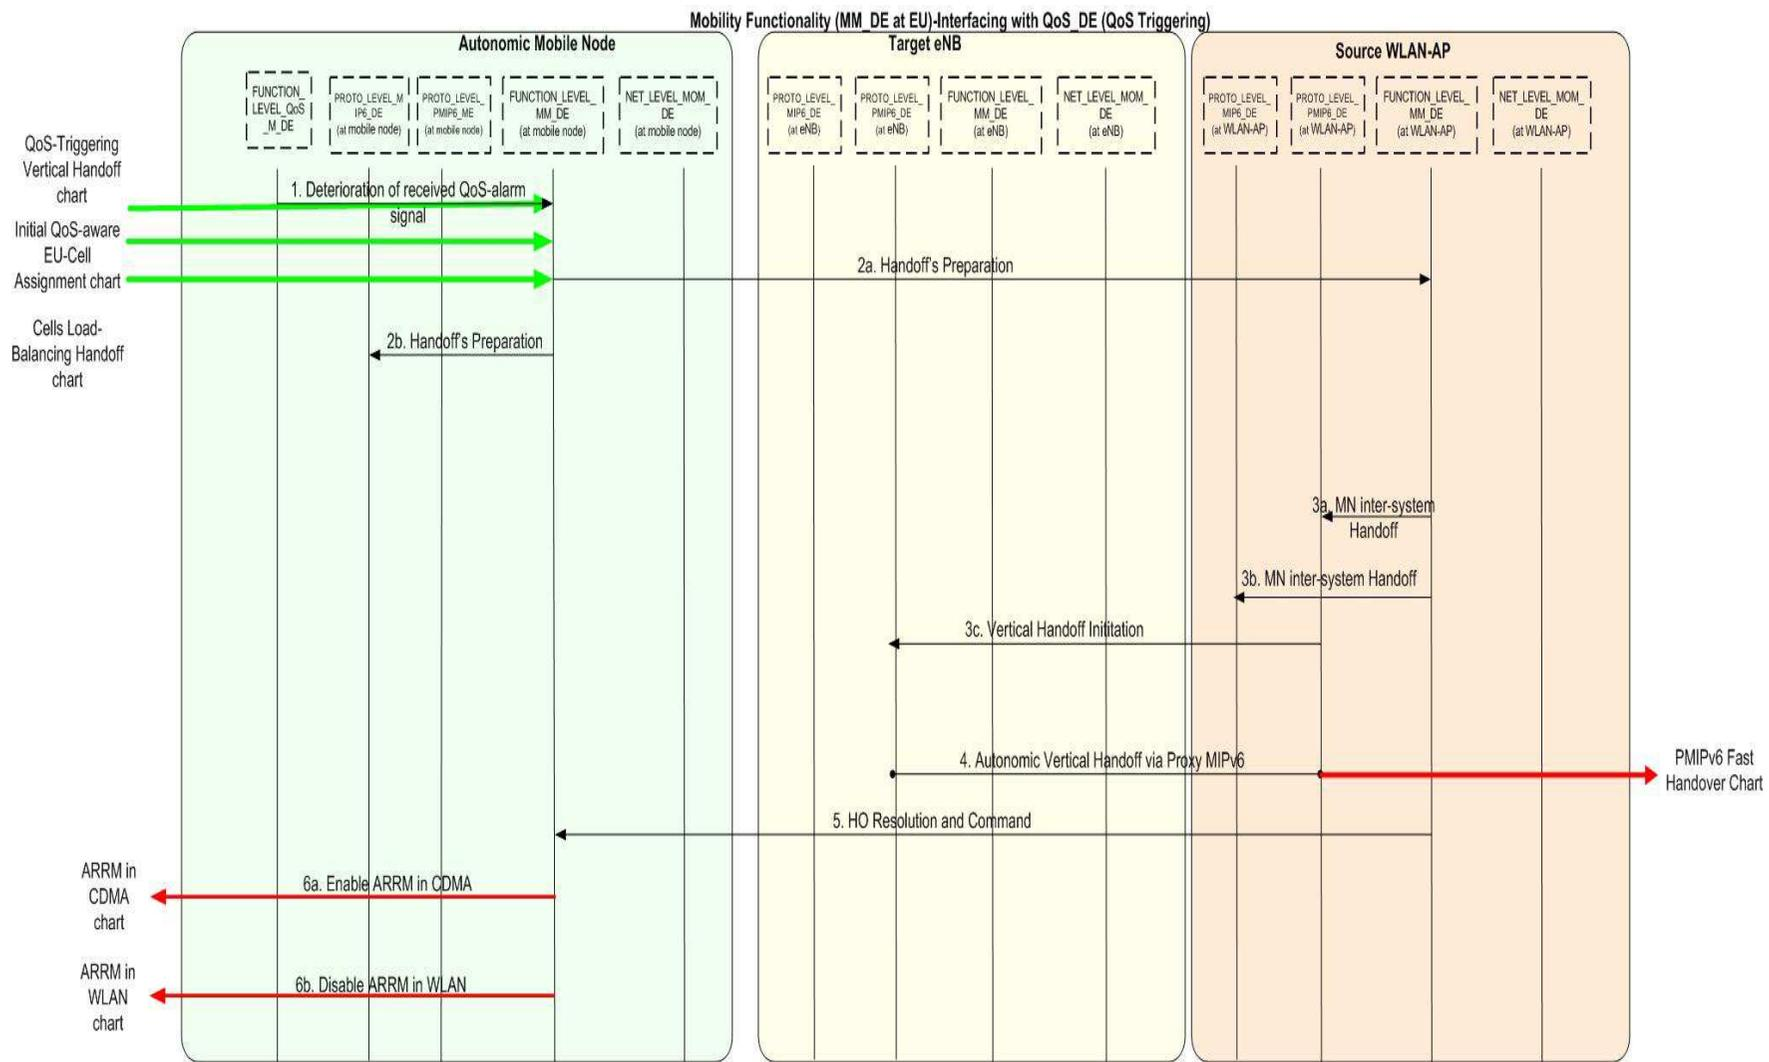 Mobility Functionality (MM_DE at EU)-Interfacing with QoS_DE (QoS Triggering)
Autonomic Mobile Node
Target eNB
Source WLAN-AP
FUNCTION_
LEVEL_QoS
_M_DE
PROTO_LEVEL_M
IP6_DE
(at mobile node)
PROTO_LEVEL_
PMIP6_ME
(at mobile node)
FUNCTION_LEVEL_
MM_DE
(at mobile node)
NET_LEVEL_MOM_
DE
(at mobile node)
PROTO_LEVEL_
MIP6_DE
(at eNB)
PROTO_LEVEL_
PMIP6_DE
(at eNB)
FUNCTION_LEVEL_
MM_DE
(at eNB)
NET_LEVEL_MOM_
DE
(at eNB)
PROTO_LEVEL_
MIP6_DE
(at WLAN-AP)
PROTO_LEVEL_
PMIP6_DE
(at WLAN-AP)
FUNCTION_LEVEL_
MM_DE
(at WLAN-AP)
NET_LEVEL_MOM_
DE
(at WLAN-AP)
QoS-Triggering
Vertical Handoff
chart
1. Deterioration of received QoS-alarm
signal
Initial QoS-aware
EU-Cell
Assignment chart
2a. Handoff's Preparation
Cells Load-
Balancing Handoff
chart
2b. Handoff's Preparation
3a. MN inter-system
Handoff
3b. MN inter-system Handoff
3c. Vertical Handoff Inititation
4. Autonomic Vertical Handoff via Proxy MIPv6
PMIPv6 Fast
Handover Chart
5. HO Resolution and Command
ARRM in
CDMA
chart
6a. Enable ARRM in CDMA
ARRM in
WLAN
chart
6b. Disable ARRM in WLAN